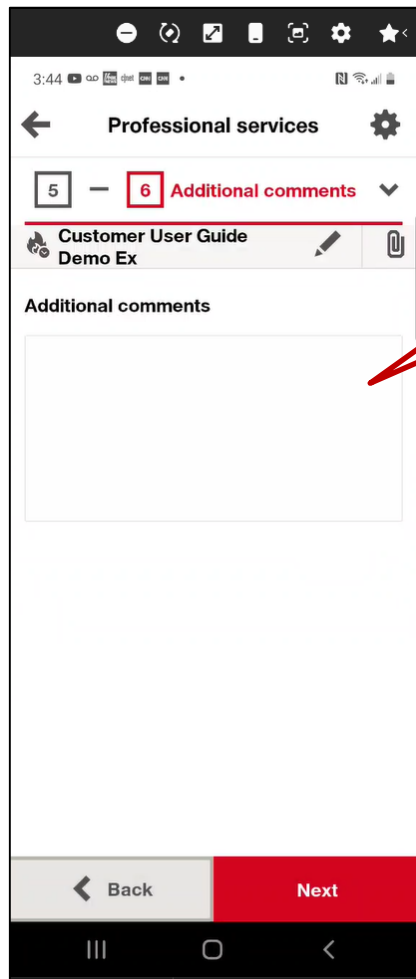 3:44
Professional services
5 6 Additional comments
Customer User Guide
Demo Ex
Additional comments
Back Next